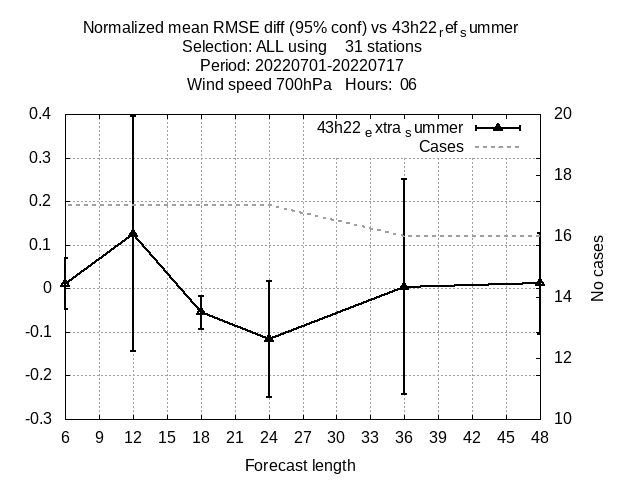 Normalized mean RMSE diff (95% conf) vs 43h22refsummer
Selection: ALL using 31 stations
Period: 20220701-20220717
Wind speed 700hPa Hours: 06
43h22extrasummer
Cases
0.4
0.3
0.2
0.1
0
-0.1
-0.2
-0.3
20
18
16
14
12
10
No cases
6 9 12 15 18 21 24 27 30 33 36 39 42 45 48
Forecast length